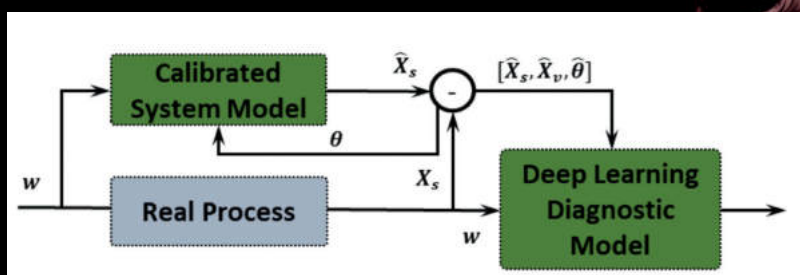 X̂ₛ
[X̂ₛ, X̂ᵥ, θ̂]
Calibrated
System Model
θ
w
Xₛ
Real Process
w
Deep Learning
Diagnostic
Model
-